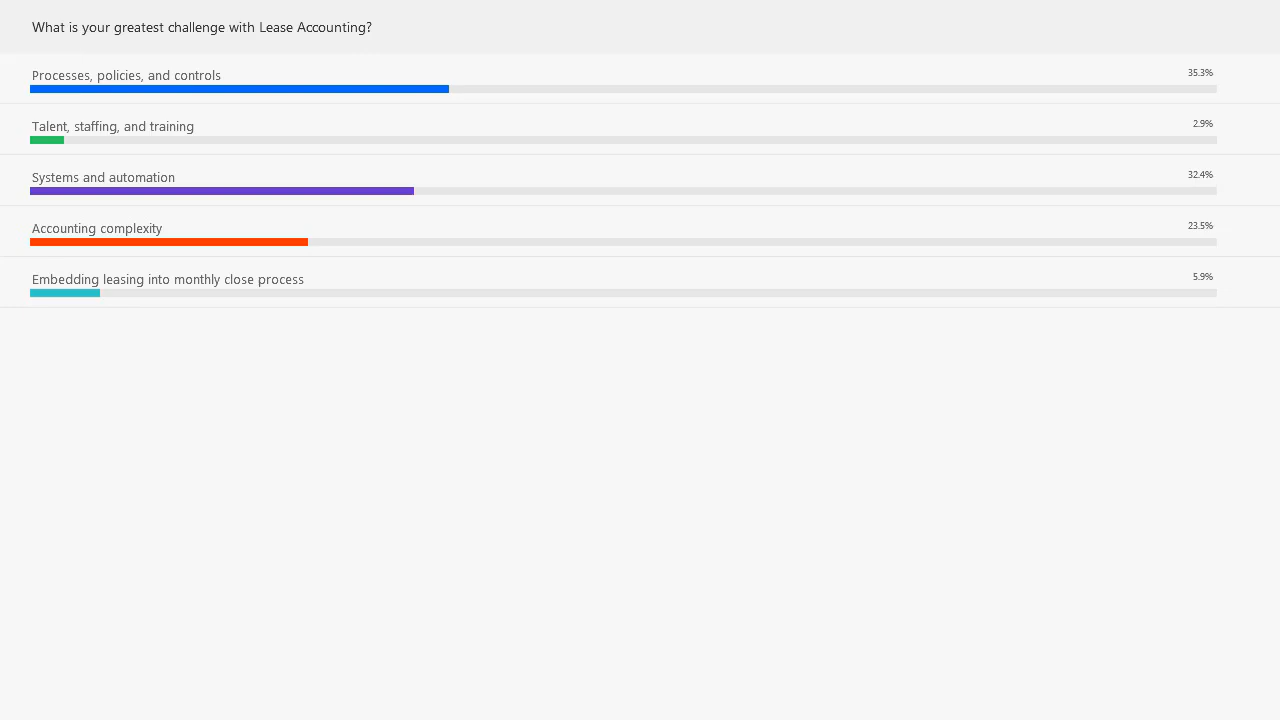 What is your greatest challenge with Lease Accounting?
Processes, policies, and controls
35.3%
Talent, staffing, and training
2.9%
Systems and automation
32.4%
Accounting complexity
23.5%
Embedding leasing into monthly close process
5.9%